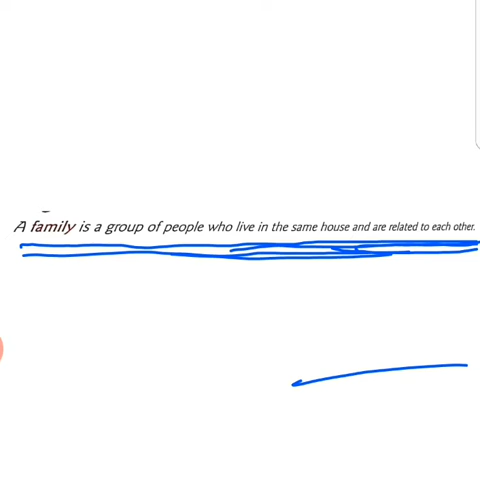 A family is a group of people who live in the same house and are related to each other.